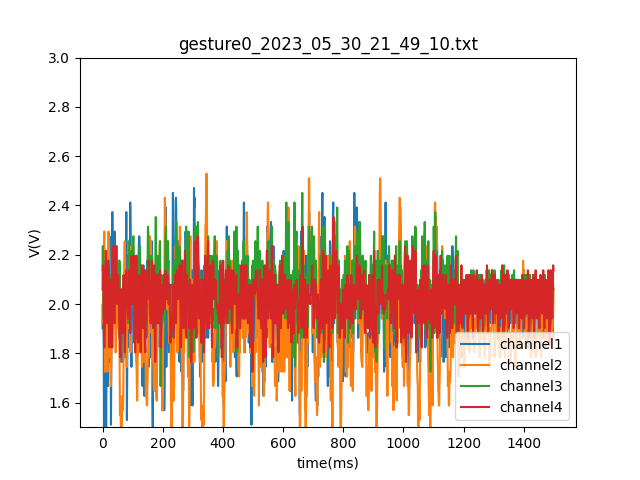 gesture0_2023_05_30_21_49_10.txt
V(V)
3.0
2.8
2.6
2.4
2.2
2.0
1.8
1.6
channel1
channel2
channel3
channel4
0 200 400 600 800 1000 1200 1400
time(ms)